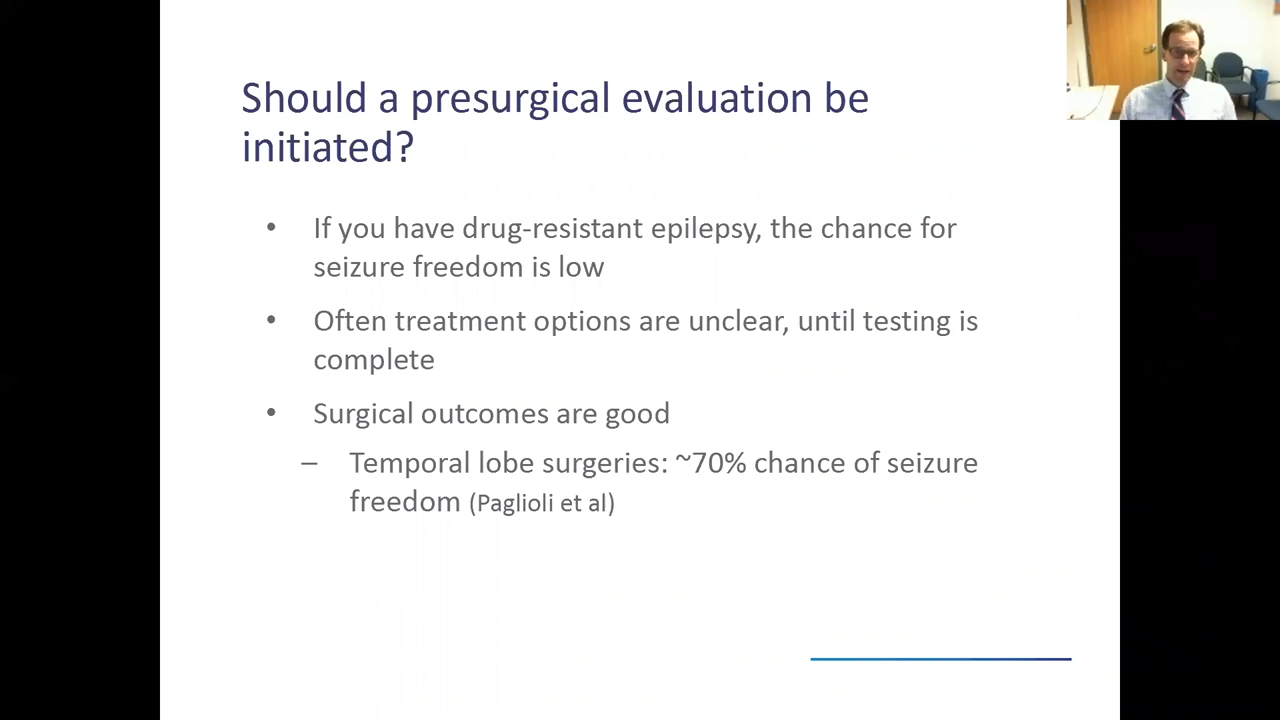 Should a presurgical evaluation be
initiated?
• If you have drug-resistant epilepsy, the chance for
seizure freedom is low
• Often treatment options are unclear, until testing is
complete
• Surgical outcomes are good
– Temporal lobe surgeries: ~70% chance of seizure
freedom (Paglioli et al)